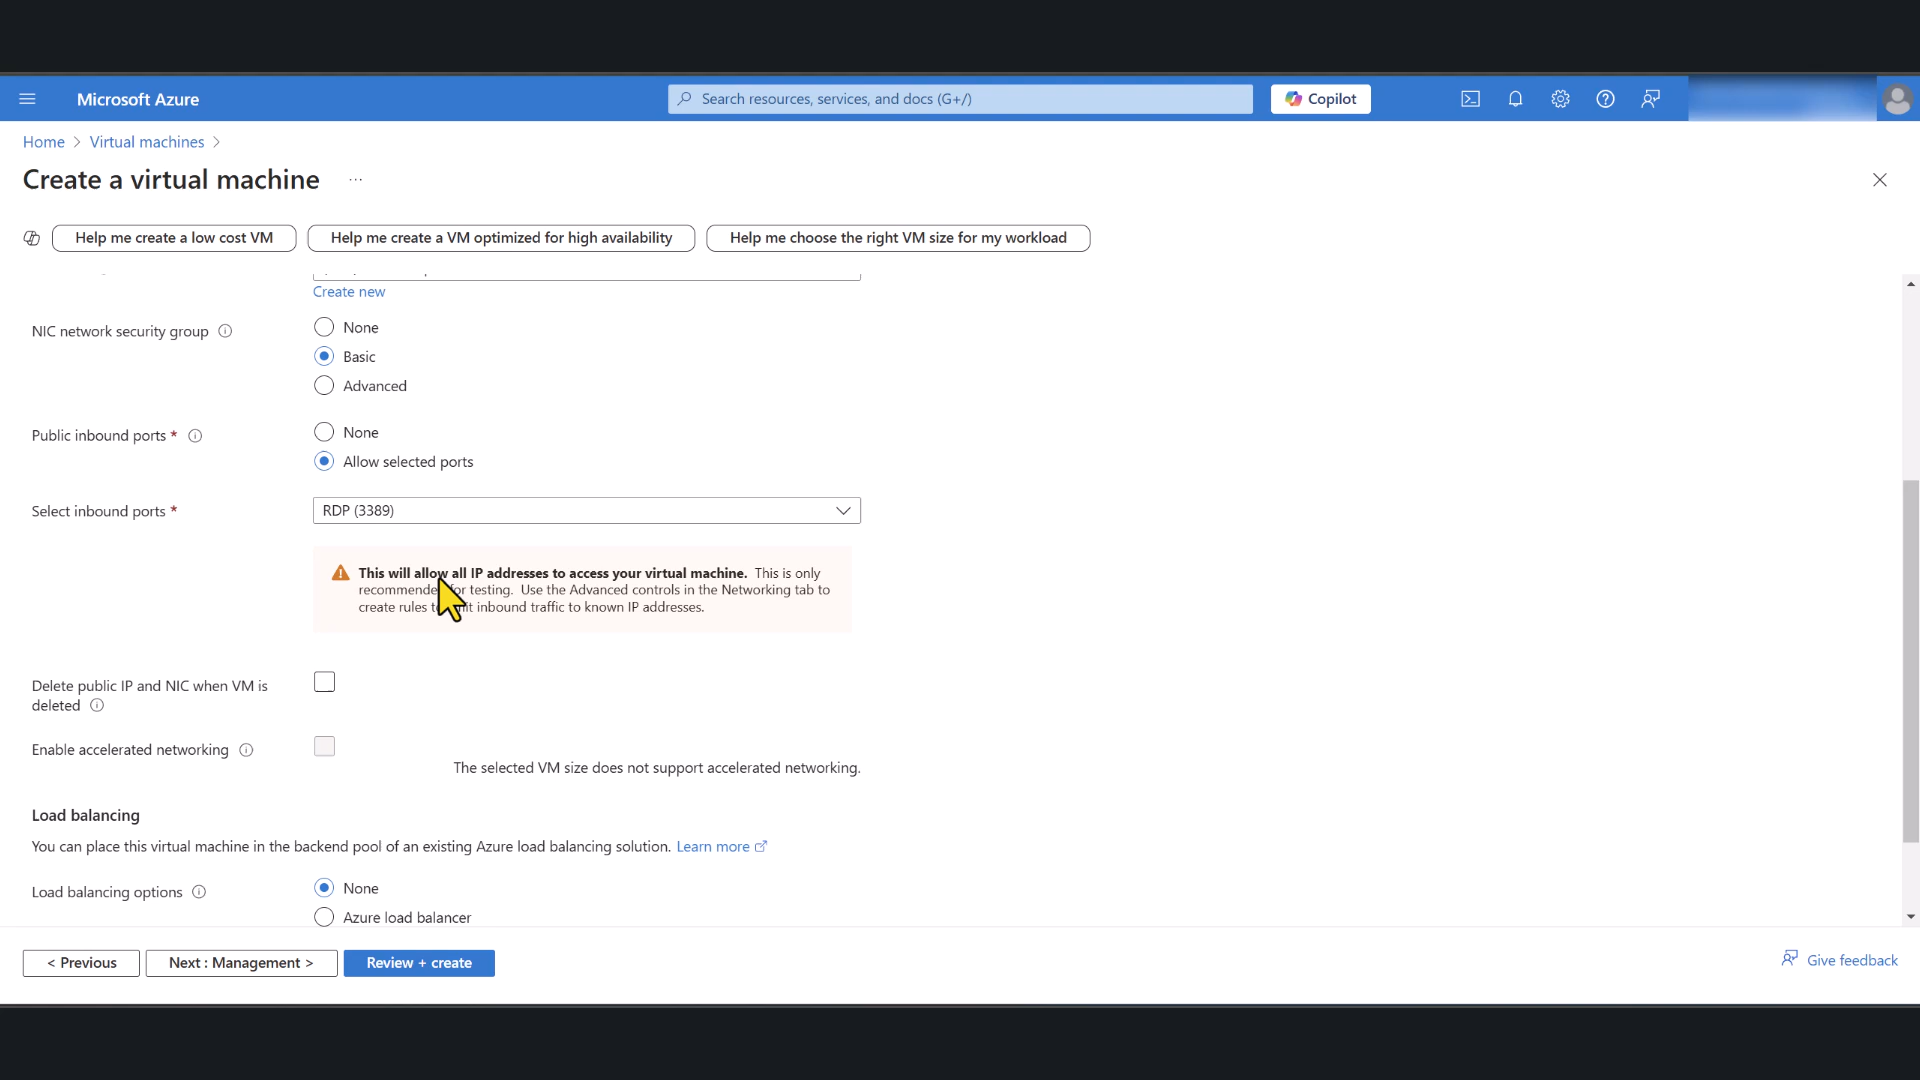 Microsoft Azure
Search resources, services, and docs (G+/)
Copilot
Home > Virtual machines >
Create a virtual machine ...
Help me create a low cost VM
Help me create a VM optimized for high availability
Help me choose the right VM size for my workload
Create new
NIC network security group
None
Basic
Advanced
Public inbound ports *
None
Allow selected ports
Select inbound ports *
RDP (3389)
This will allow all IP addresses to access your virtual machine. This is only
recommended for testing. Use the Advanced controls in the Networking tab to
create rules to limit inbound traffic to known IP addresses.
Delete public IP and NIC when VM is
deleted
Enable accelerated networking
The selected VM size does not support accelerated networking.
Load balancing
You can place this virtual machine in the backend pool of an existing Azure load balancing solution. Learn more
Load balancing options
None
Azure load balancer
< Previous
Next : Management >
Review + create
Give feedback